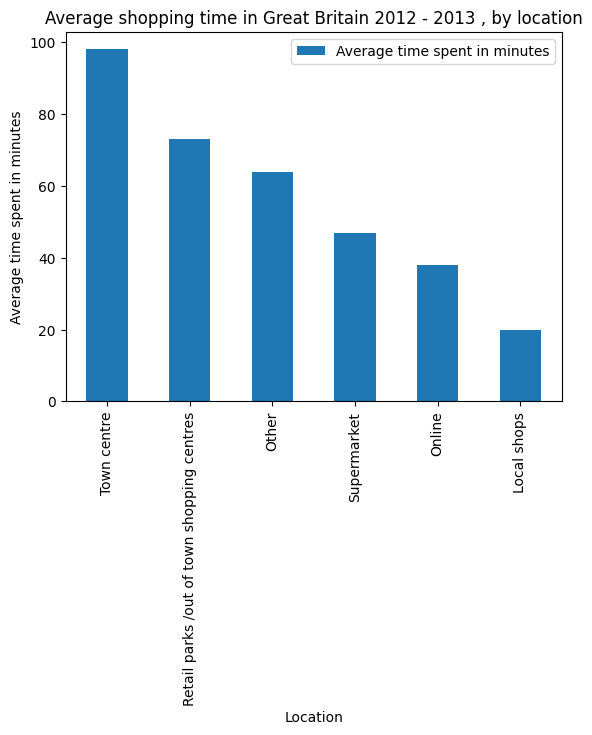 Average shopping time in Great Britain 2012 - 2013 , by location
Average time spent in minutes
Average time spent in minutes
100
80
60
40
20
0
Town centre
Retail parks /out of town shopping centres
Other
Supermarket
Online
Local shops
Location